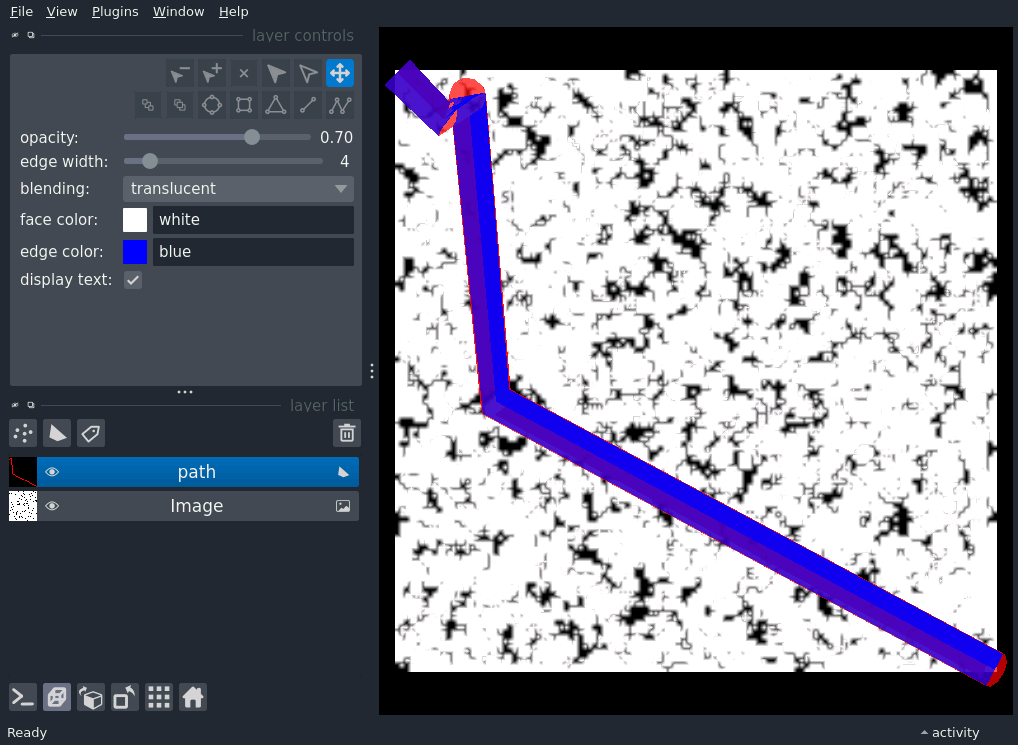 File View Plugins Window Help
layer controls
opacity: 0.70
edge width: 4
blending: translucent
face color: white
edge color: blue
display text:
layer list
path
Image
Ready
activity